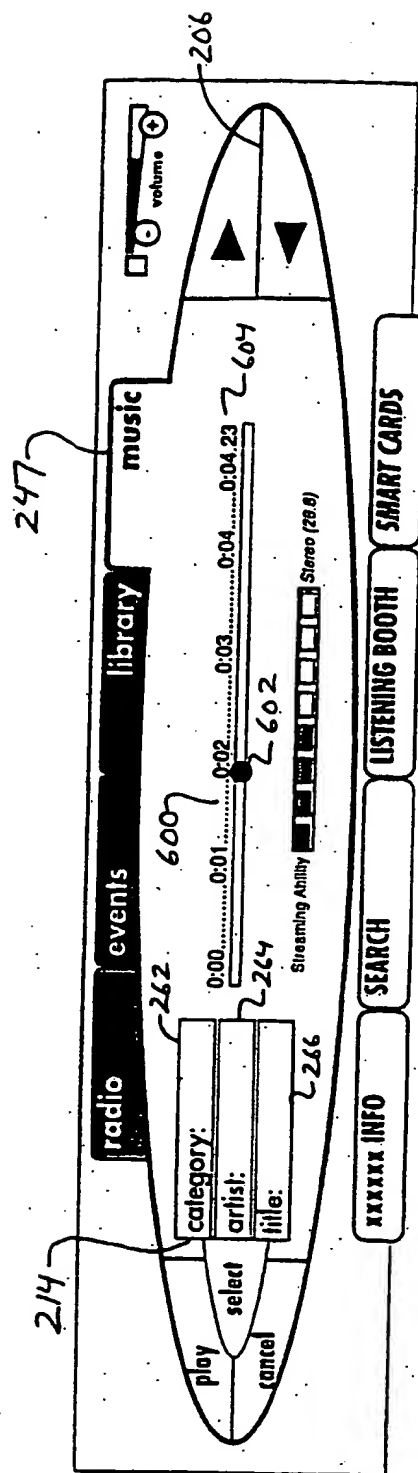 247
206
radio
events
library
music
- + volume
214
262
play
select
cancel
category:
artist:
title:
264
266
600
0:00........0:01........0:02........0:03........0:04........0:04.23
602
604
Streaming Ability
Stereo (28.8)
xxxxxx INFO
SEARCH
LISTENING BOOTH
SMART CARDS